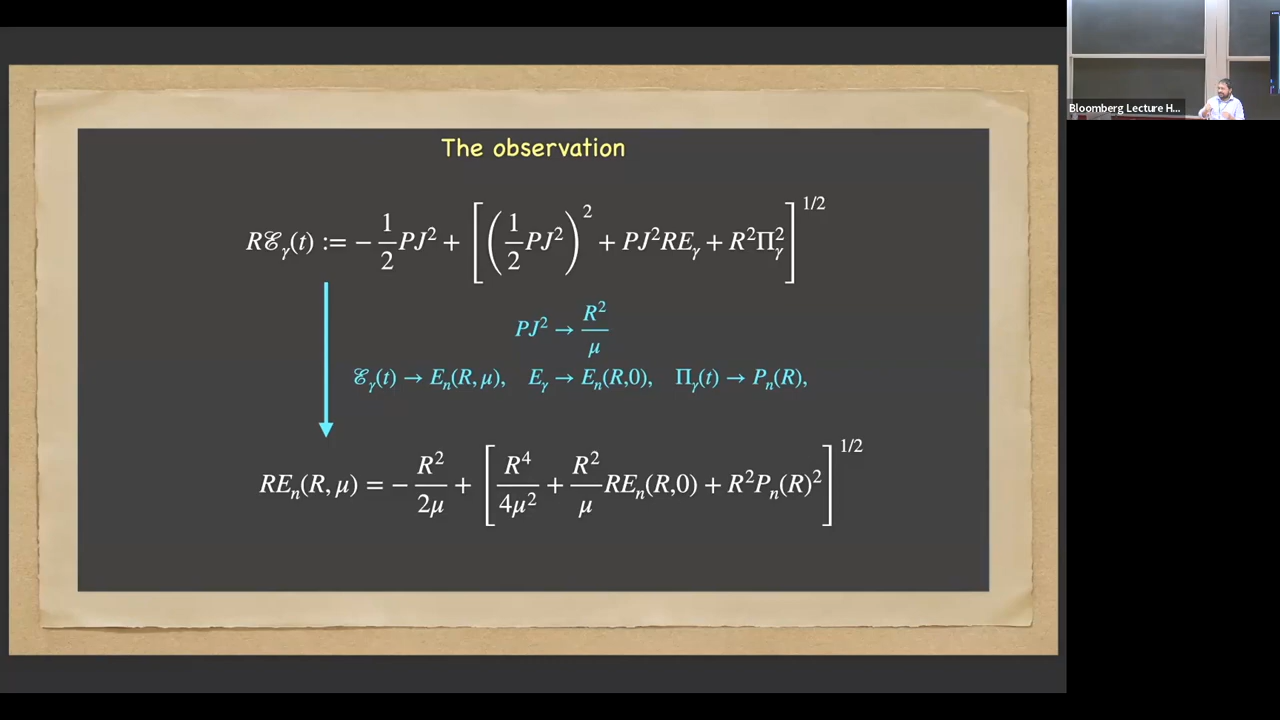 The observation
R𝓔_γ(t) := − 1/2 PJ² + [ ( 1/2 PJ² )² + PJ²RE_γ + R²Π_γ² ]^{1/2}
PJ² → R²/μ
𝓔_γ(t) → E_n(R, μ), E_γ → E_n(R,0), Π_γ(t) → P_n(R),
RE_n(R, μ) = − R²/2μ + [ R⁴/4μ² + R²/μ RE_n(R,0) + R²P_n(R)² ]^{1/2}
Bloomberg Lecture H...